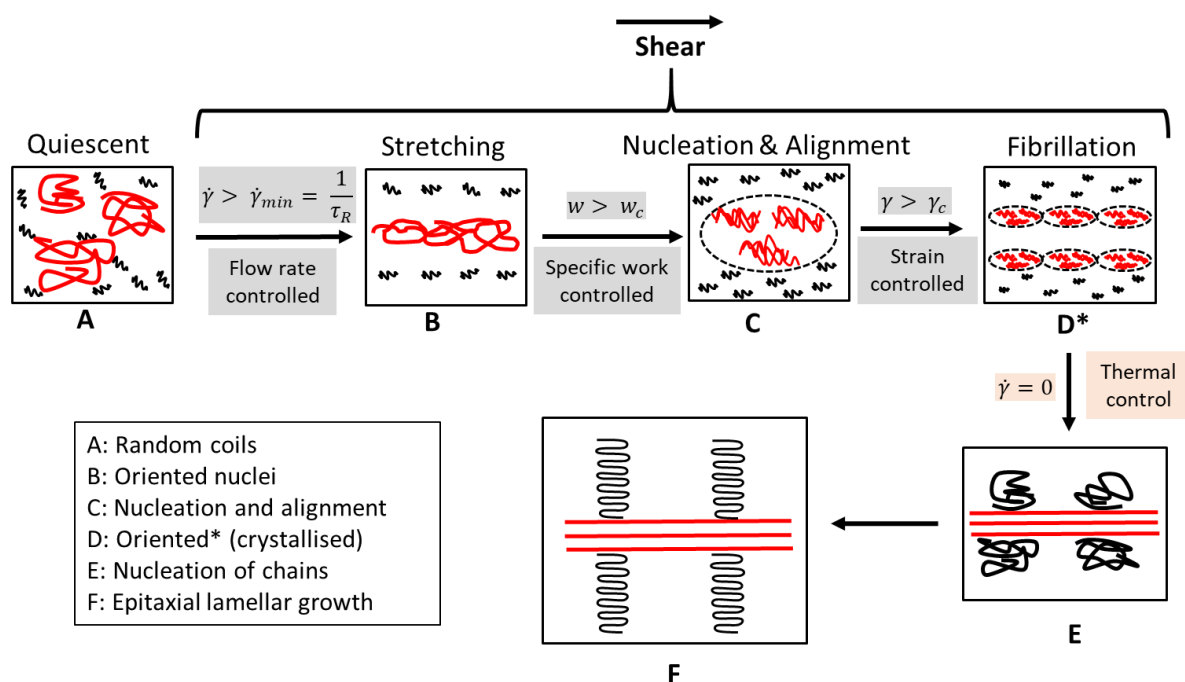 Shear
Quiescent
Stretching
Nucleation & Alignment
Fibrillation
γ̇ > γ̇min = 1/τR
w > wc
γ > γc
Flow rate
controlled
Specific work
controlled
Strain
controlled
A
B
C
D*
γ̇ = 0
Thermal
control
A: Random coils
B: Oriented nuclei
C: Nucleation and alignment
D: Oriented* (crystallised)
E: Nucleation of chains
F: Epitaxial lamellar growth
E
F